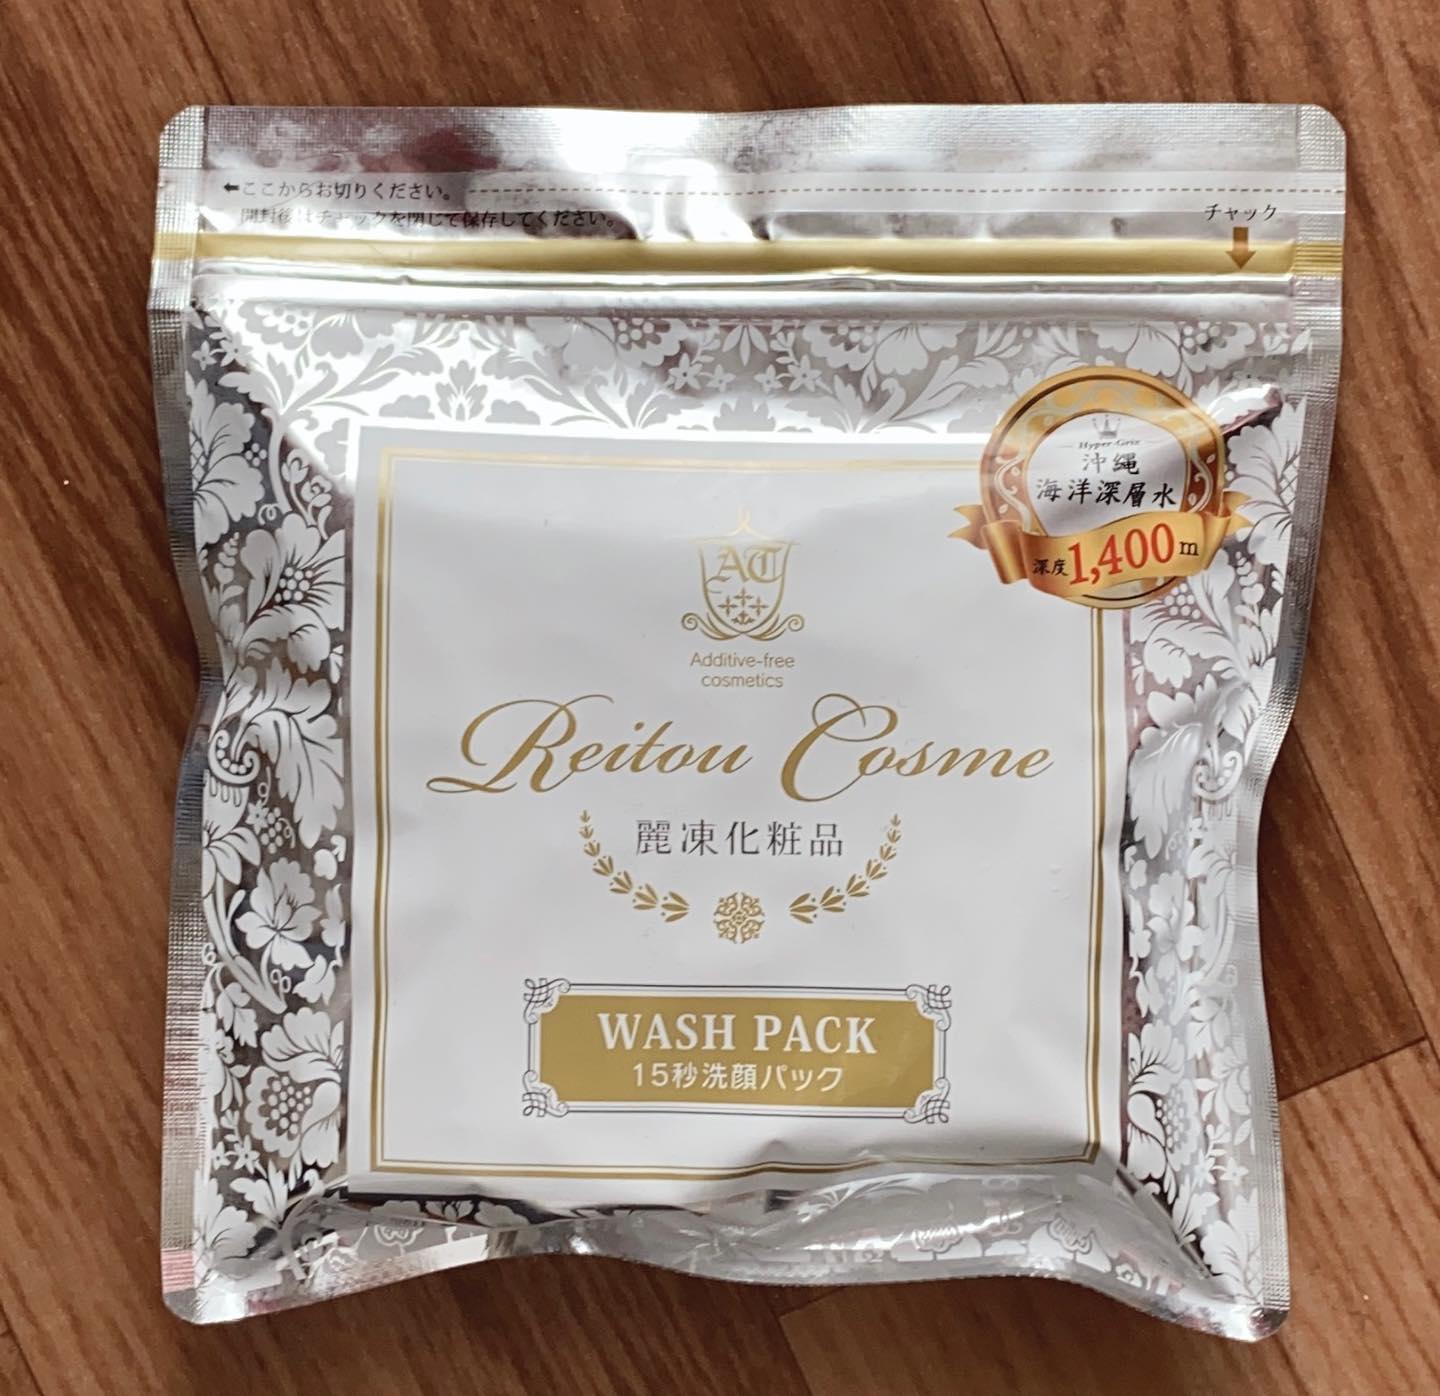 ←ここからお切りください。
開封後はチャックを閉じて保存してください。
チャック
Hyper-Grix
沖縄
海洋深層水
深度1,400m
AT
Additive-free
cosmetics
Reitou Cosme
麗凍化粧品
WASH PACK
15秒洗顔パック